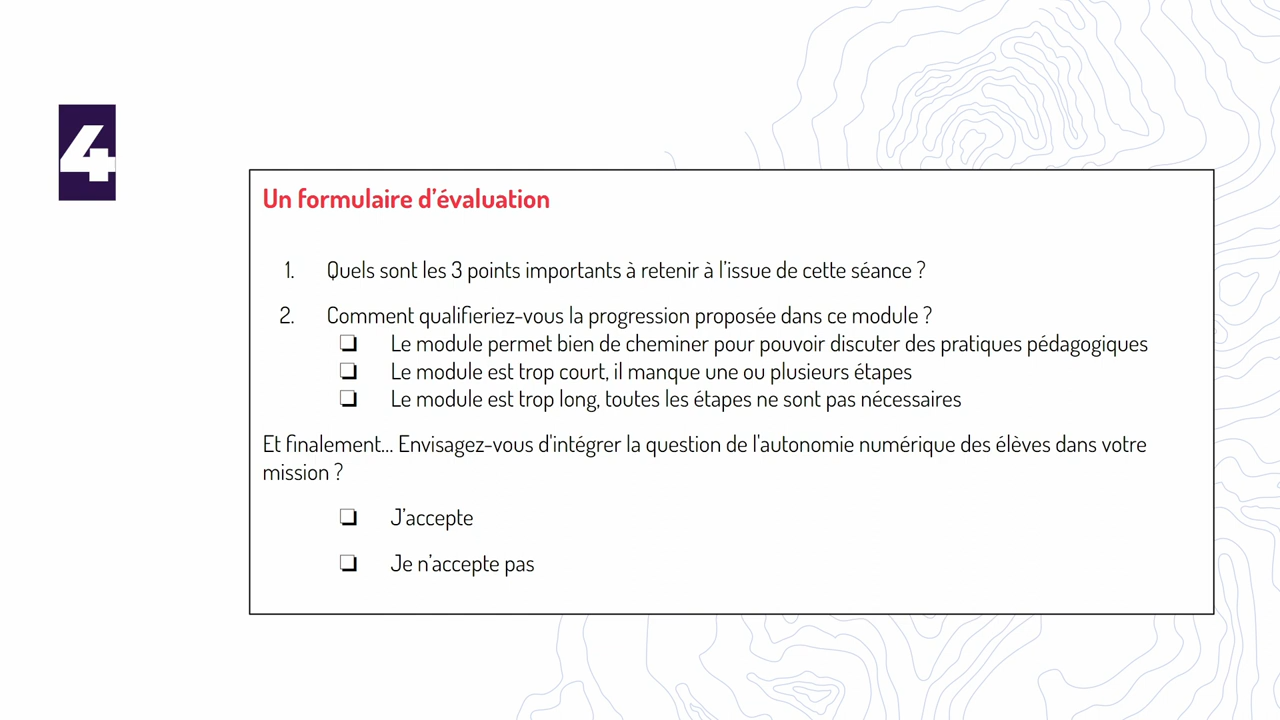 4
Un formulaire d’évaluation
1. Quels sont les 3 points importants à retenir à l’issue de cette séance ?
2. Comment qualifieriez-vous la progression proposée dans ce module ?
❏ Le module permet bien de cheminer pour pouvoir discuter des pratiques pédagogiques
❏ Le module est trop court, il manque une ou plusieurs étapes
❏ Le module est trop long, toutes les étapes ne sont pas nécessaires
Et finalement... Envisagez-vous d'intégrer la question de l'autonomie numérique des élèves dans votre
mission ?
❏ J’accepte
❏ Je n’accepte pas